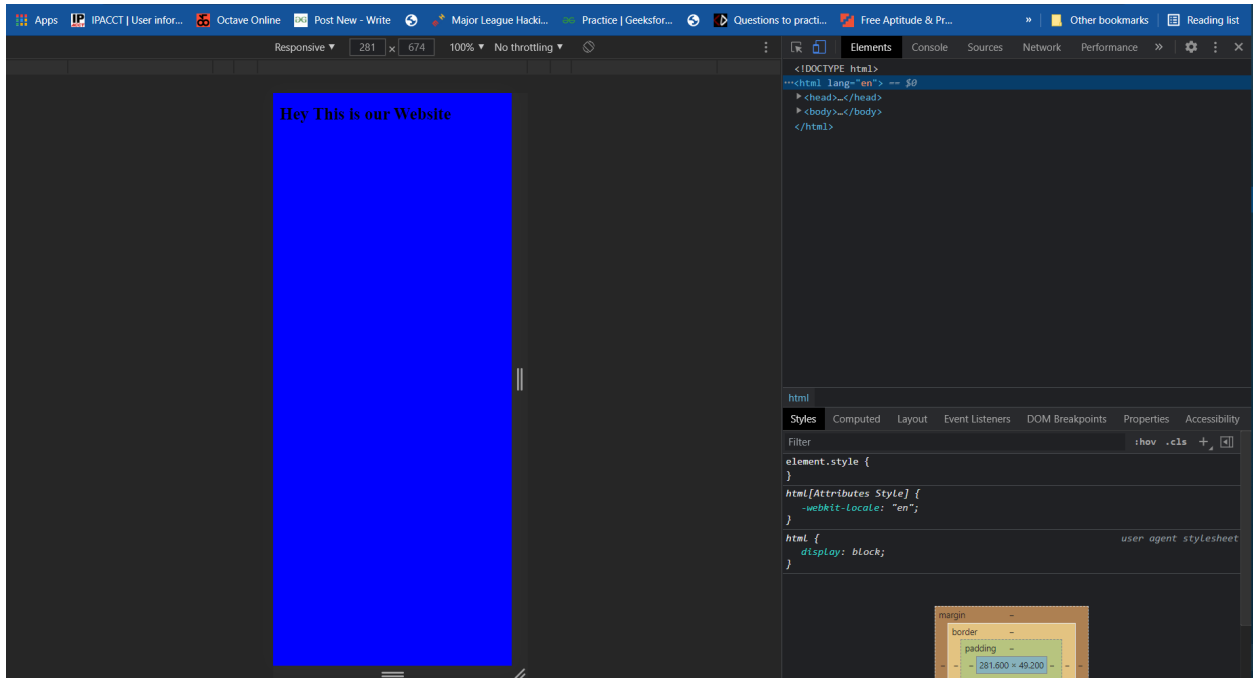 Apps IPACCT | User infor... Octave Online Post New - Write Major League Hacki... Practice | Geeksfor... Questions to practi... Free Aptitude & Pr... » Other bookmarks Reading list
Responsive ▼ 281 × 674 100% ▼ No throttling ▼
Elements Console Sources Network Performance »
Hey This is our Website
<!DOCTYPE html>
···<html lang="en"> == $0
▶<head>…</head>
▶<body>…</body>
</html>
html
Styles Computed Layout Event Listeners DOM Breakpoints Properties Accessibility
Filter :hov .cls +
element.style {
}
html[Attributes Style] {
-webkit-locale: "en";
}
html { user agent stylesheet
display: block;
}
margin –
border –
padding –
– – – 281.600 × 49.200 – – –